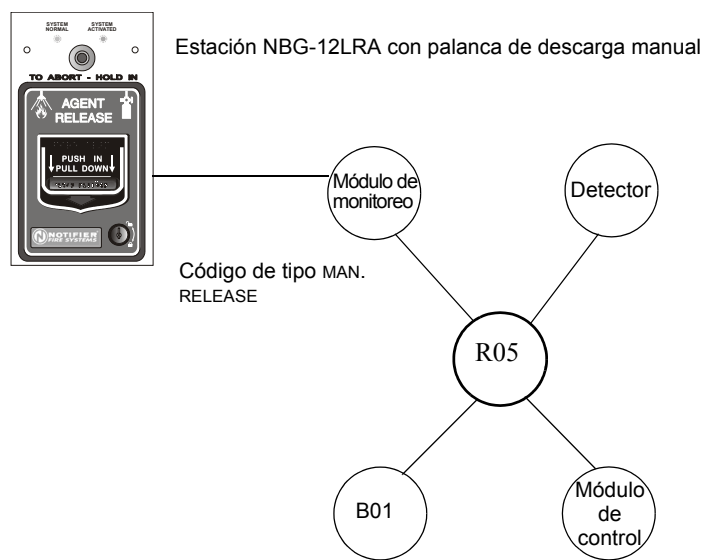 SYSTEM SYSTEM
NORMAL ACTIVATED
Estación NBG-12LRA con palanca de descarga manual
TO ABORT - HOLD IN
AGENT
RELEASE
PUSH IN
PULL DOWN
NOTIFIER
FIRE SYSTEMS
Módulo de
monitoreo
Detector
Código de tipo MAN.
RELEASE
R05
B01
Módulo
de
control